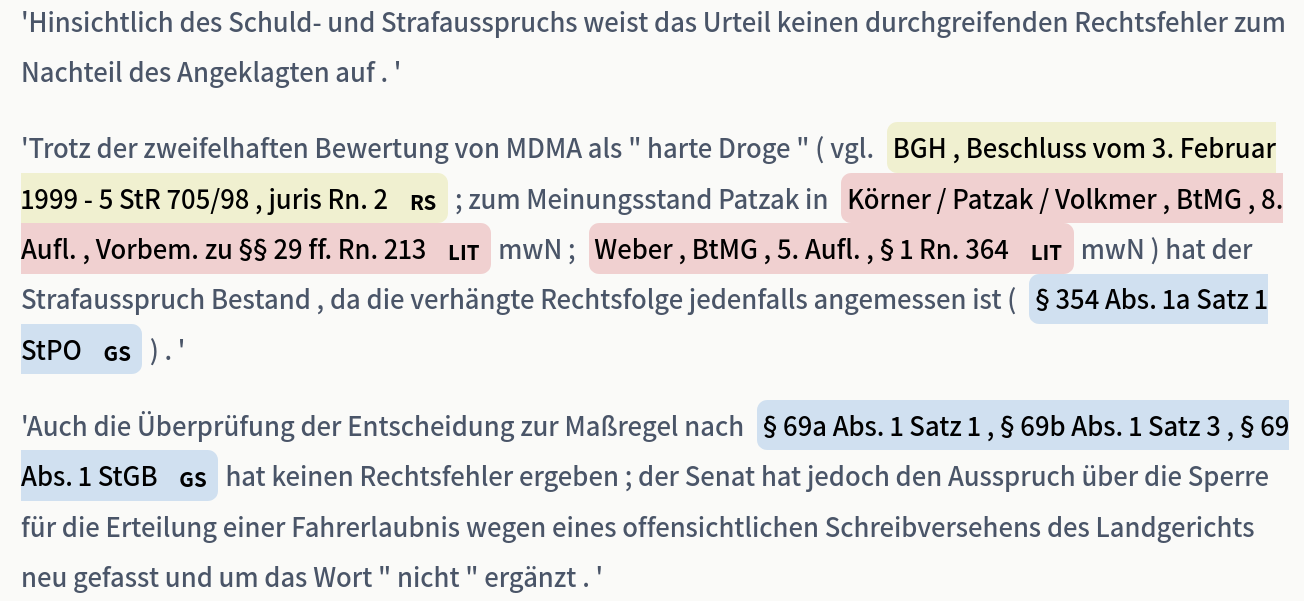 'Hinsichtlich des Schuld- und Strafausspruchs weist das Urteil keinen durchgreifenden Rechtsfehler zum
Nachteil des Angeklagten auf . '
'Trotz der zweifelhaften Bewertung von MDMA als " harte Droge " ( vgl. BGH , Beschluss vom 3. Februar
1999 - 5 StR 705/98 , juris Rn. 2 RS ; zum Meinungsstand Patzak in Körner / Patzak / Volkmer , BtMG , 8.
Aufl. , Vorbem. zu §§ 29 ff. Rn. 213 LIT mwN ; Weber , BtMG , 5. Aufl. , § 1 Rn. 364 LIT mwN ) hat der
Strafausspruch Bestand , da die verhängte Rechtsfolge jedenfalls angemessen ist ( § 354 Abs. 1a Satz 1
StPO GS ) . '
'Auch die Überprüfung der Entscheidung zur Maßregel nach § 69a Abs. 1 Satz 1 , § 69b Abs. 1 Satz 3 , § 69
Abs. 1 StGB GS hat keinen Rechtsfehler ergeben ; der Senat hat jedoch den Ausspruch über die Sperre
für die Erteilung einer Fahrerlaubnis wegen eines offensichtlichen Schreibversehens des Landgerichts
neu gefasst und um das Wort " nicht " ergänzt . '